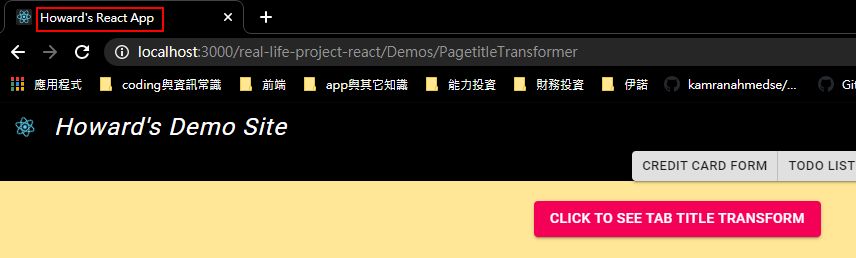 Howard's React App
localhost:3000/real-life-project-react/Demos/PagetitleTransformer
應用程式 coding與資訊常識 前端 app與其它知識 能力投資 財務投資 伊諾 kamranahmedse/... Git
Howard's Demo Site
CREDIT CARD FORM TODO LIST
CLICK TO SEE TAB TITLE TRANSFORM